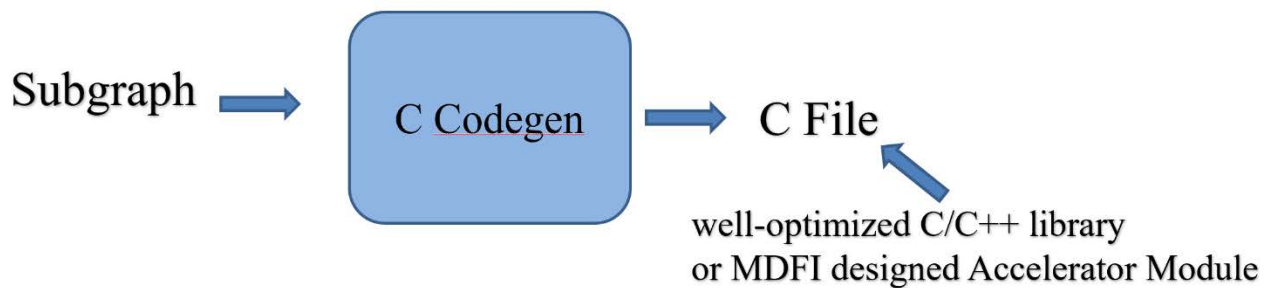 Subgraph
C Codegen
C File
well-optimized C/C++ library
or MDFI designed Accelerator Module